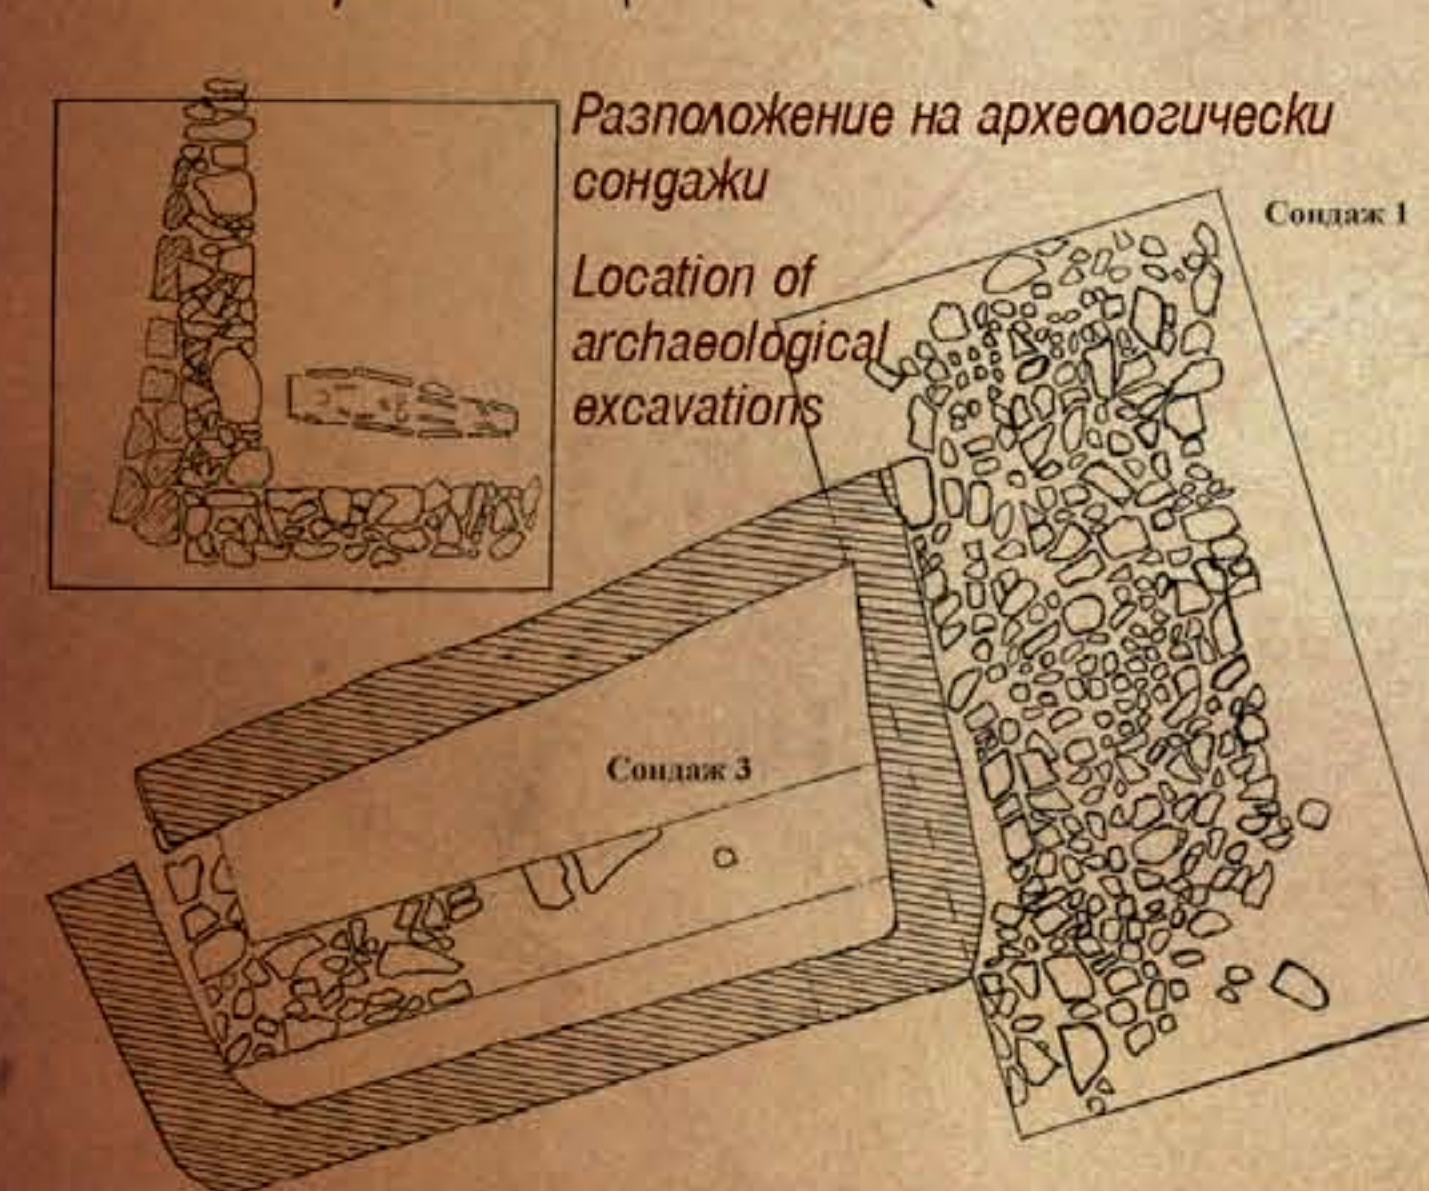 Разположение на археологически
сондажи
Location of
archaeological
excavations
Сондаж 1
Сондаж 3